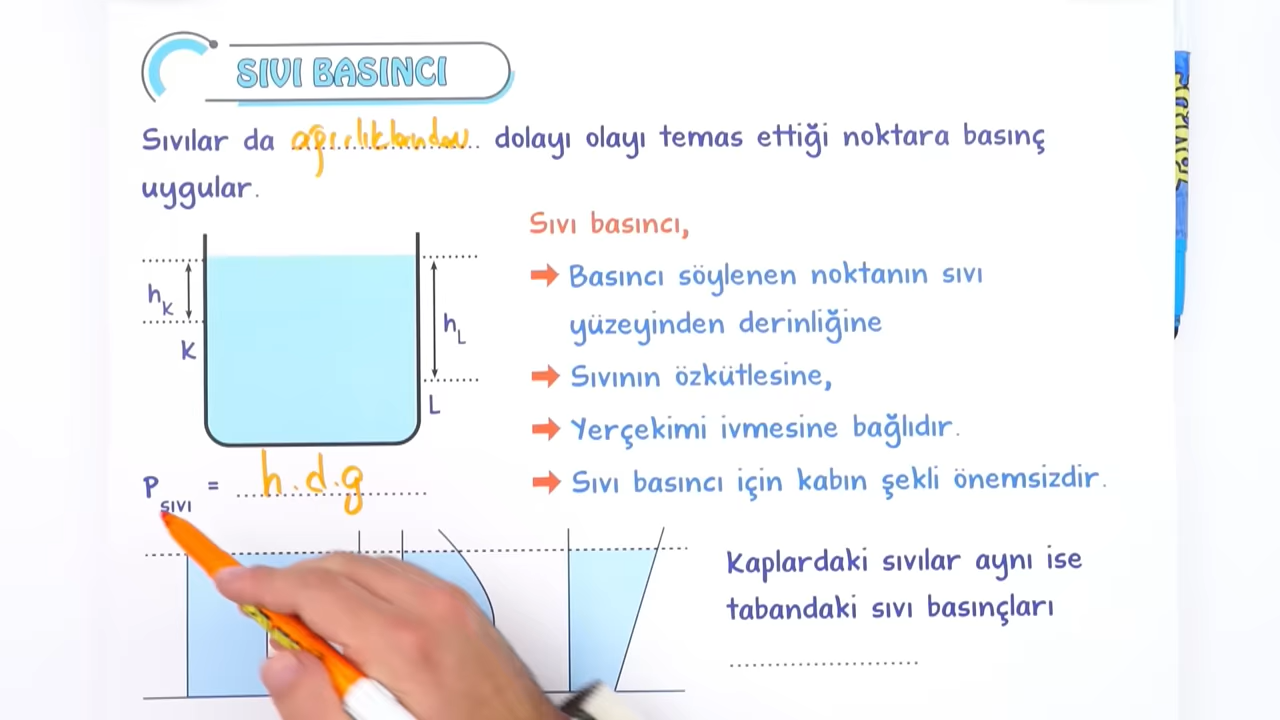 SIVI BASINCI
Sıvılar da ağırlıklarından dolayı olayı temas ettiği noktara basınç
uygular.
Sıvı basıncı,
Basıncı söylenen noktanın sıvı
yüzeyinden derinliğine
Sıvının özkütlesine,
Yerçekimi ivmesine bağlıdır.
Sıvı basıncı için kabın şekli önemsizdir.
hK
K
hL
L
PSIVI = h.d.g
Kaplardaki sıvılar aynı ise
tabandaki sıvı basınçları